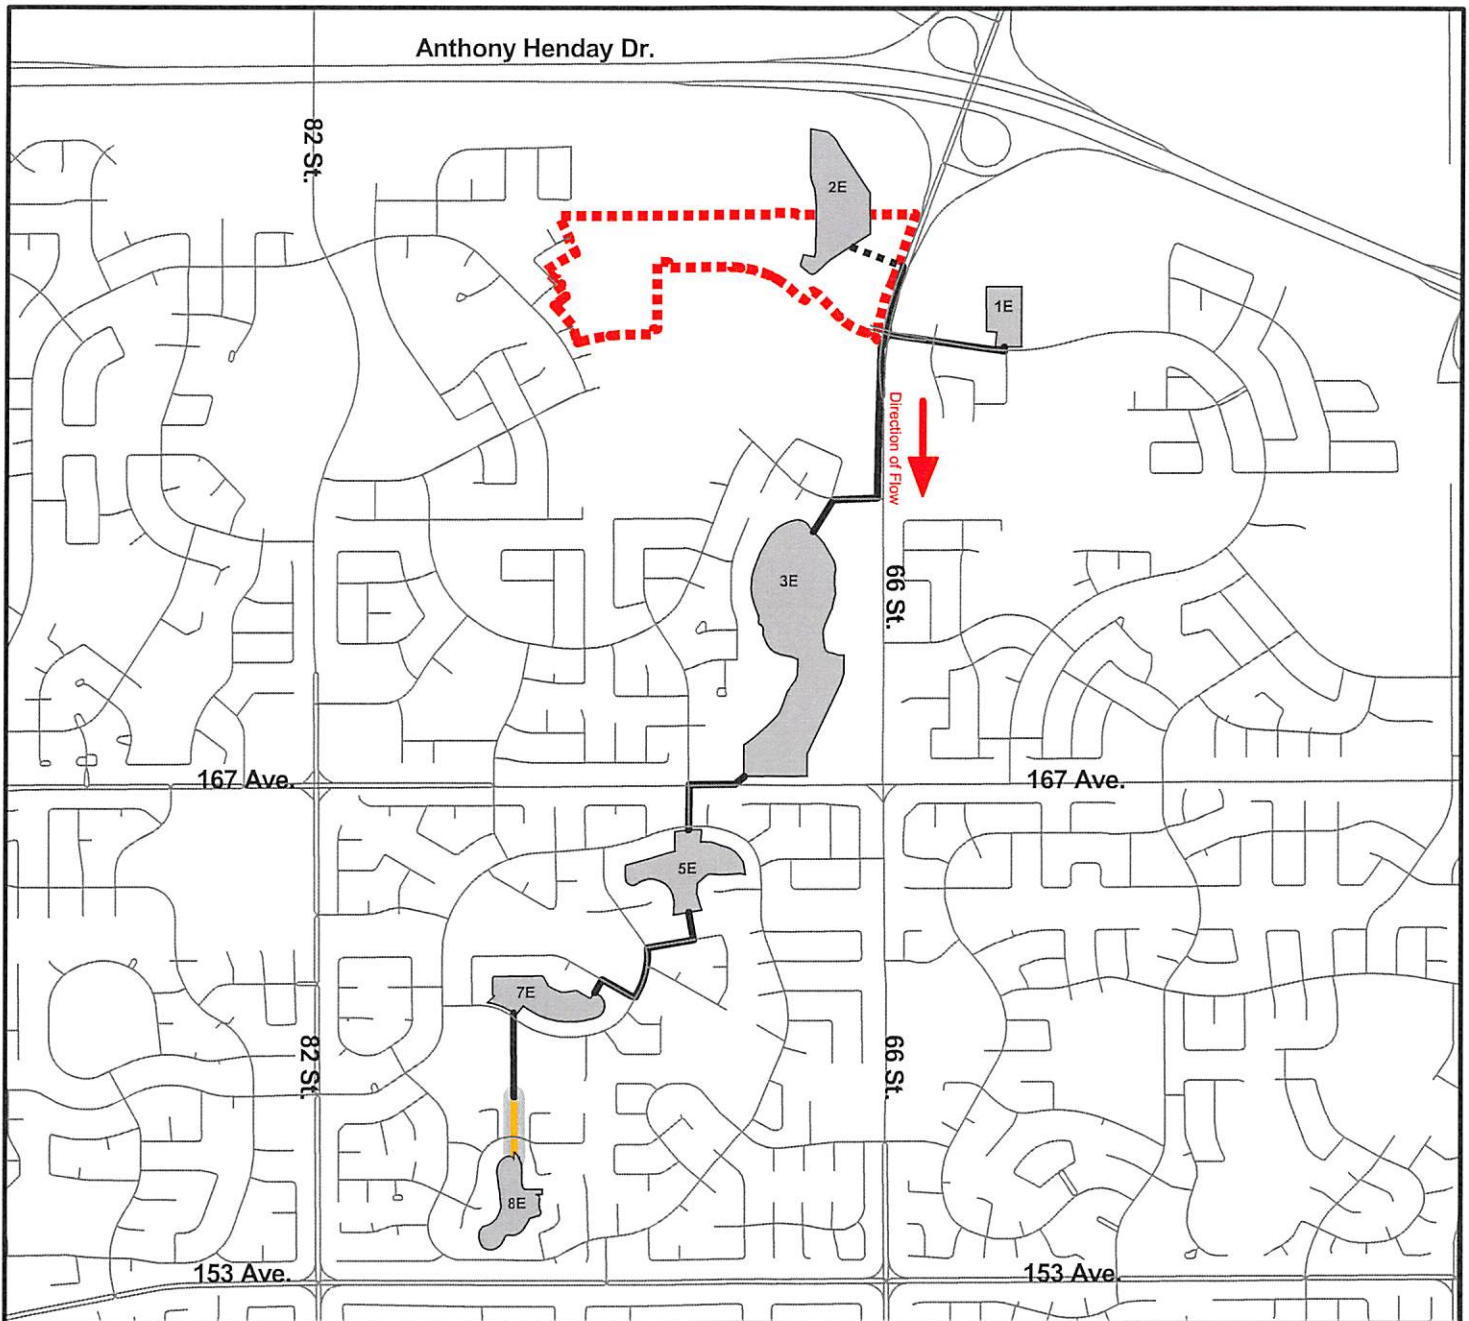 Anthony Henday Dr.
82 St.
2E
1E
Direction of Flow
3E
66 St.
167 Ave.
167 Ave.
5E
7E
82 St.
66 St.
8E
153 Ave.
153 Ave.